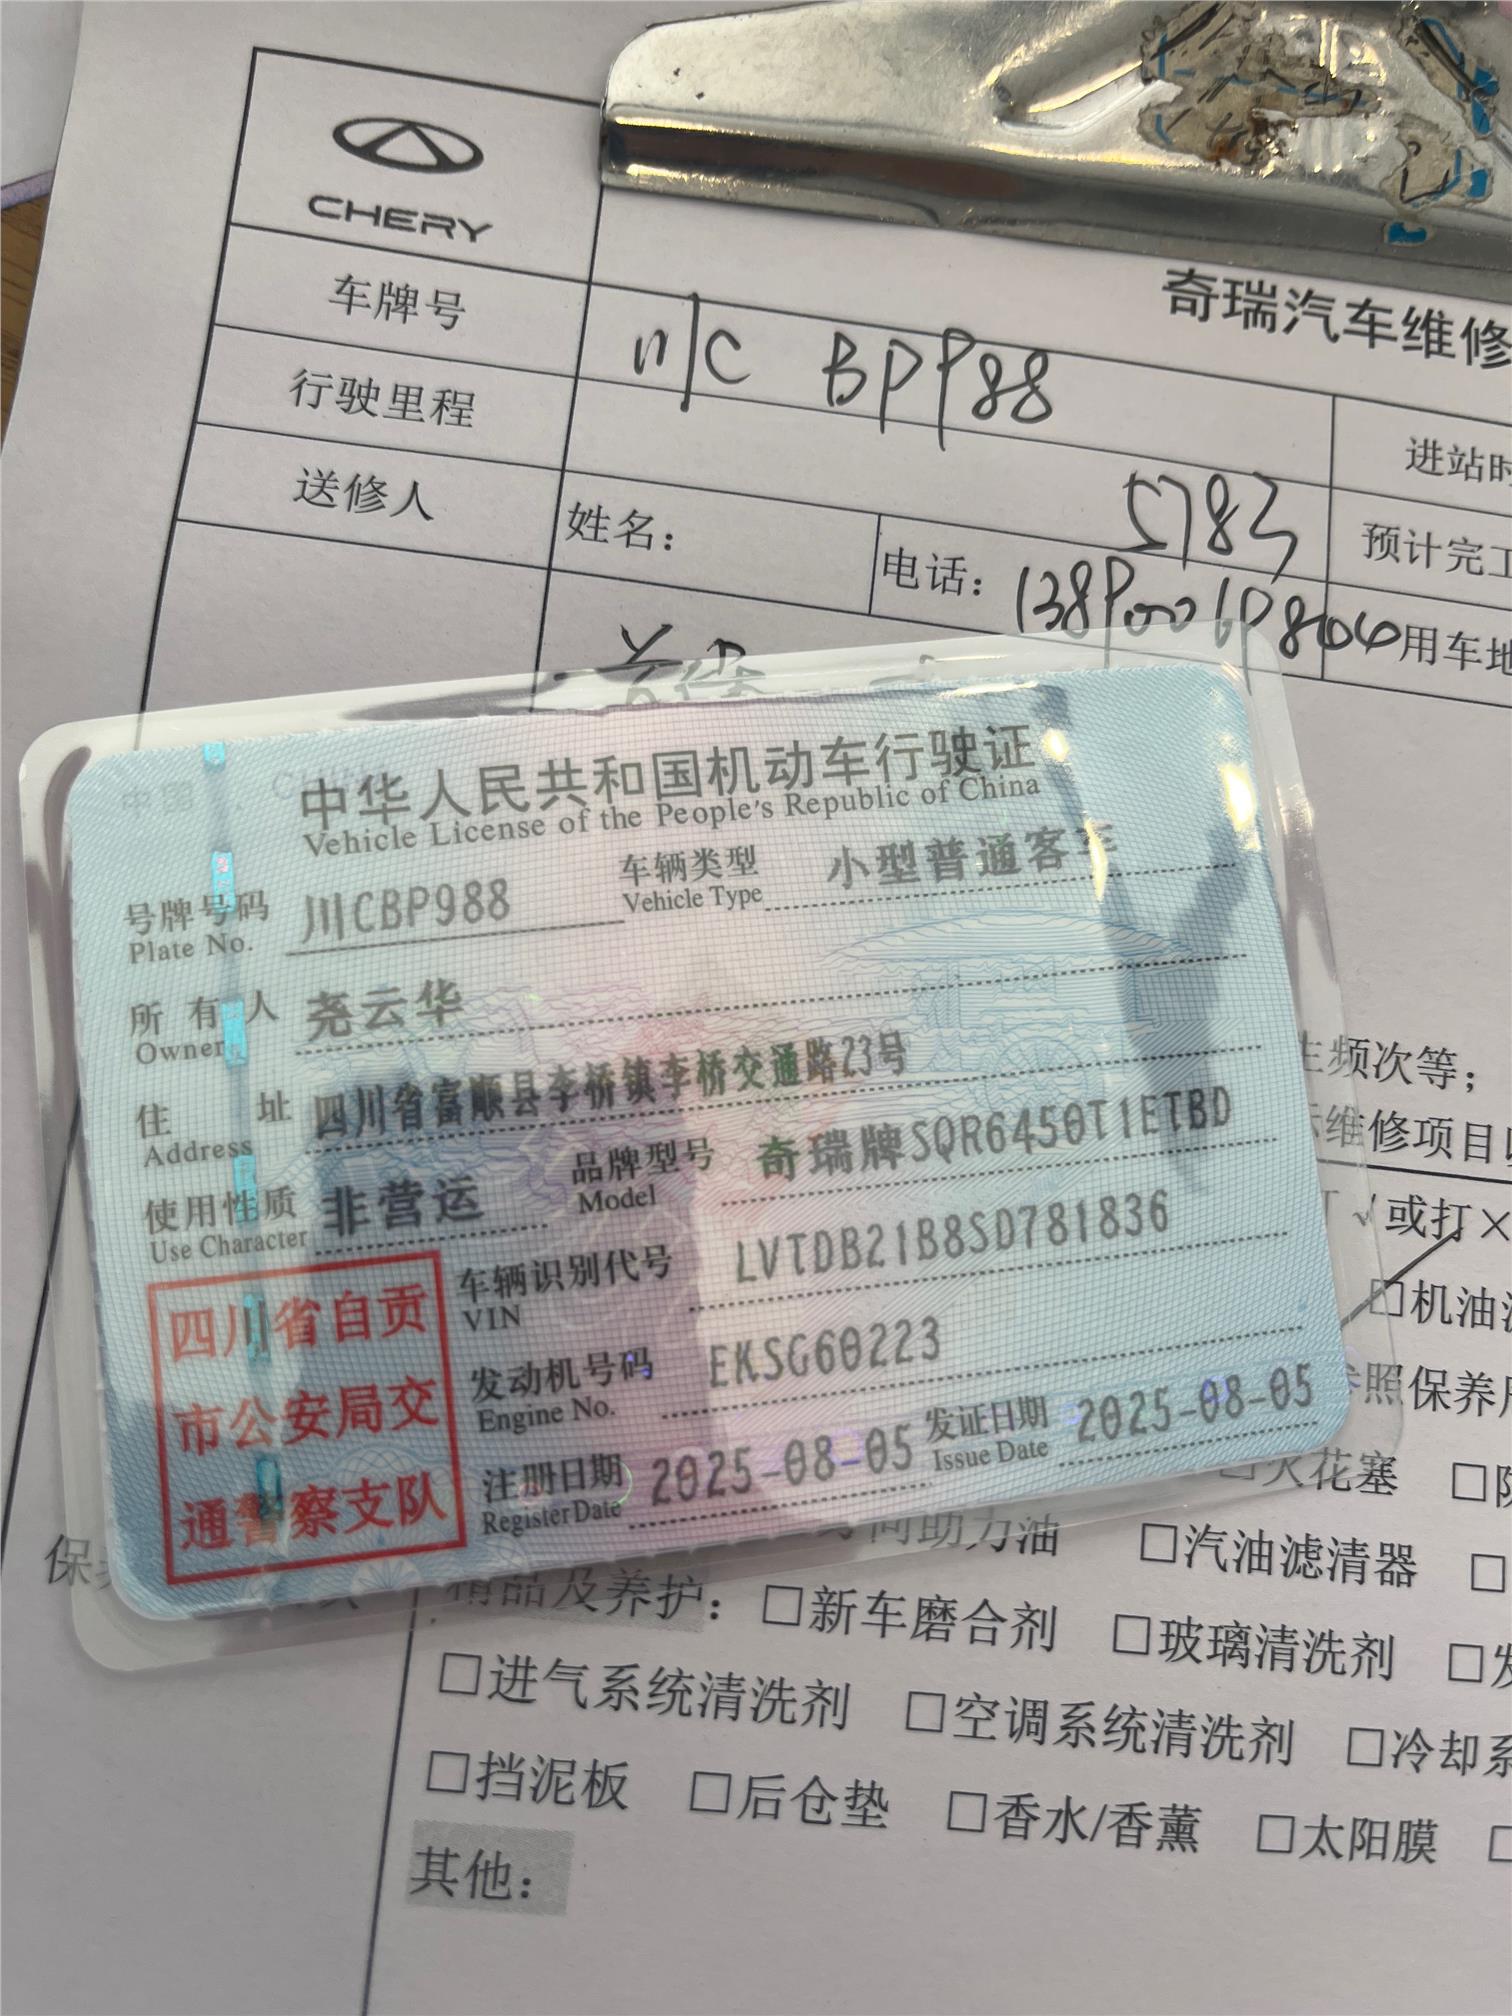 CHERY
奇瑞汽车维修
车牌号
川C BP988
进站时
行驶里程
5783
预计完工
送修人
姓名：
电话：
用车地
中华人民共和国机动车行驶证
Vehicle License of the People's Republic of China
号牌号码 川CBP988 车辆类型 小型普通客车
Plate No. Vehicle Type
所有人 尧云华
Owner
住址 四川省富顺县李桥镇李桥交通路23号
Address
使用性质 非营运 品牌型号 奇瑞牌SQR6450T1ETBD
Use Character Model
四川省自贡
市公安局交
通警察支队
车辆识别代号 LVTDB21B8SD781836
VIN
发动机号码 EKSG60223
Engine No.
注册日期 2025-08-05 发证日期 2025-08-05
Register Date Issue Date
生频次等；
维修项目
√或打×
□机油
参照保养
□火花塞
助力油 □汽油滤清器
精品及养护： □新车磨合剂 □玻璃清洗剂
□进气系统清洗剂 □空调系统清洗剂 □冷却系
□挡泥板 □后仓垫 □香水/香薰 □太阳膜
其他：